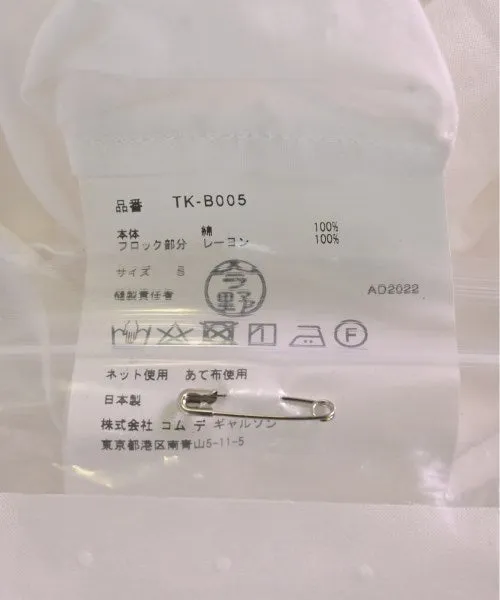 品番 TK-B005
本体 綿 100%
フロック部分 レーヨン 100%
サイズ S
縫製責任者 今野 AD2022
F
ネット使用 あて布使用
日本製
株式会社 コム デ ギャルソン
東京都港区南青山5-11-5